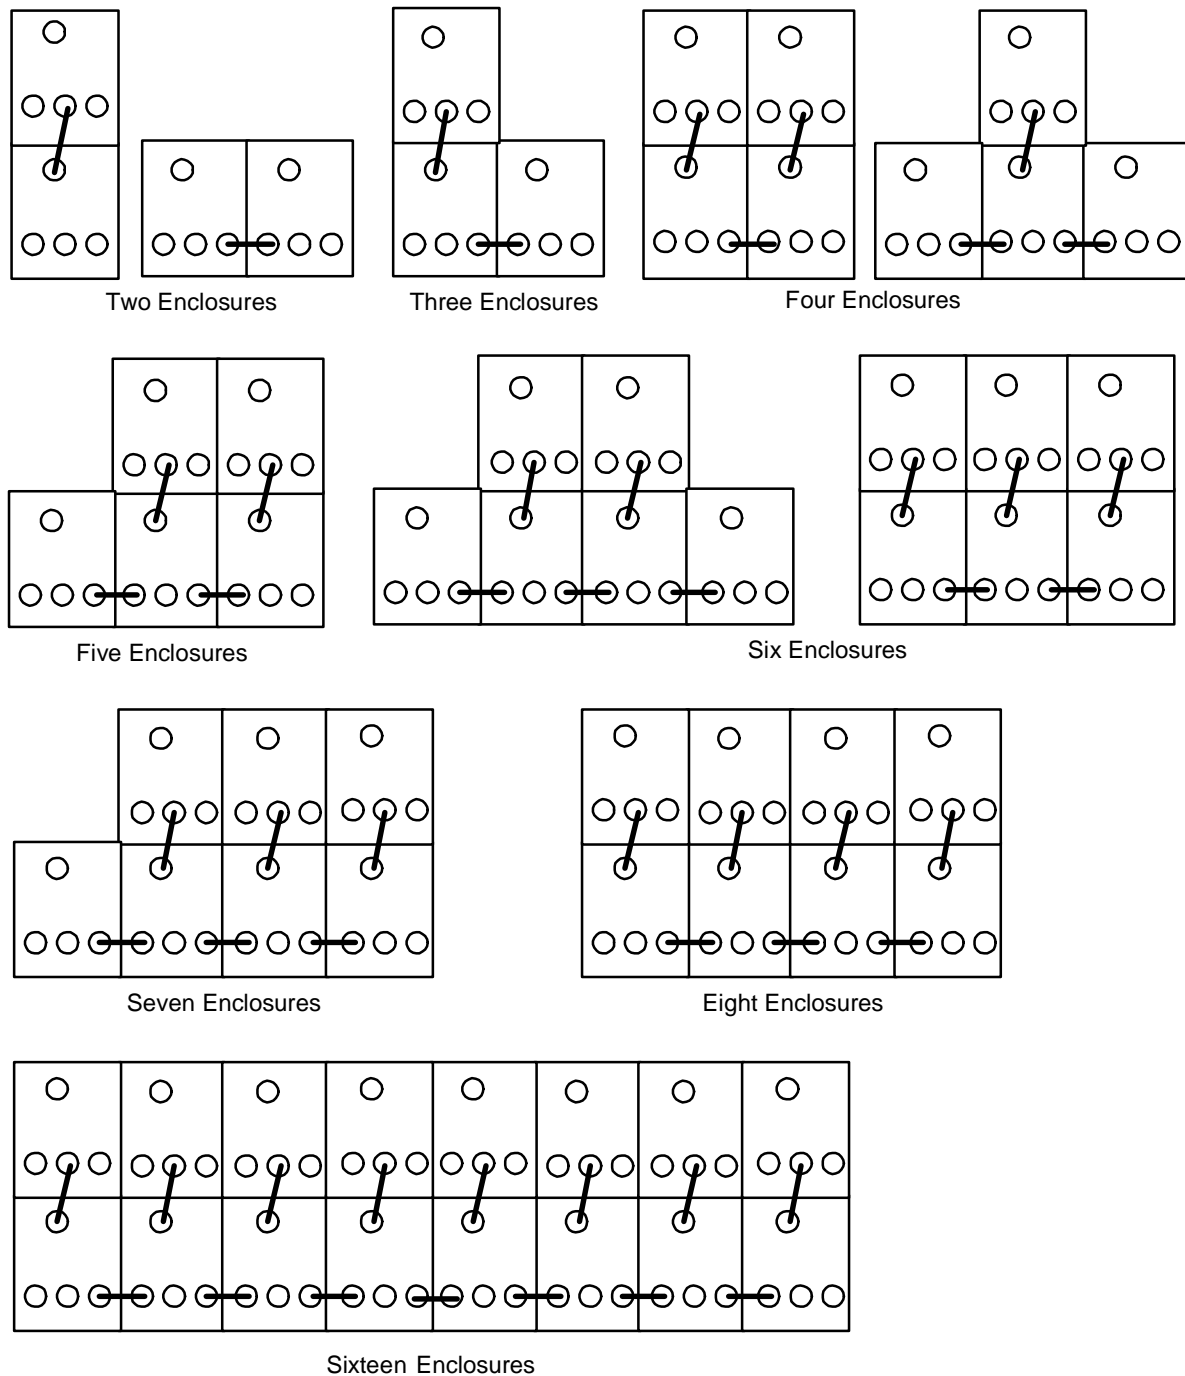 Two Enclosures
Three Enclosures
Four Enclosures
Five Enclosures
Six Enclosures
Seven Enclosures
Eight Enclosures
Sixteen Enclosures